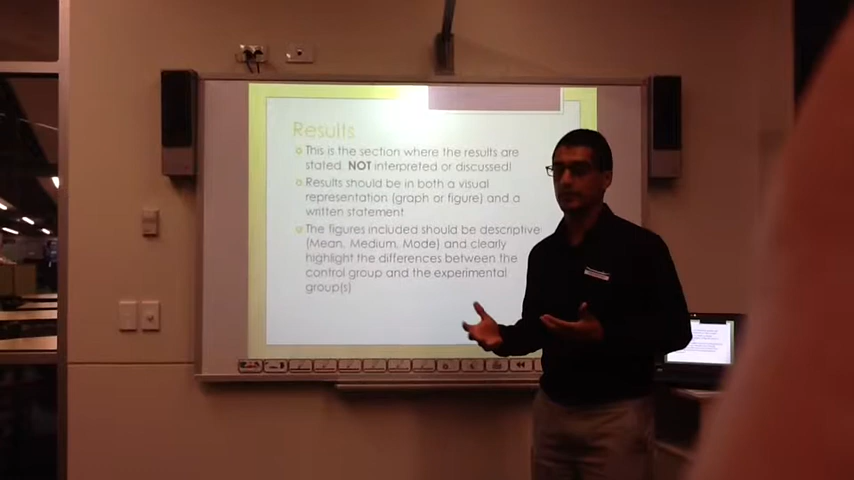 Results
This is the section where the results are
stated. NOT interpreted or discussed!
Results should be in both a visual
representation (graph or figure) and a
written statement
The figures included should be descriptive
(Mean, Medium, Mode) and clearly
highlight the differences between the
control group and the experimental
group(s)